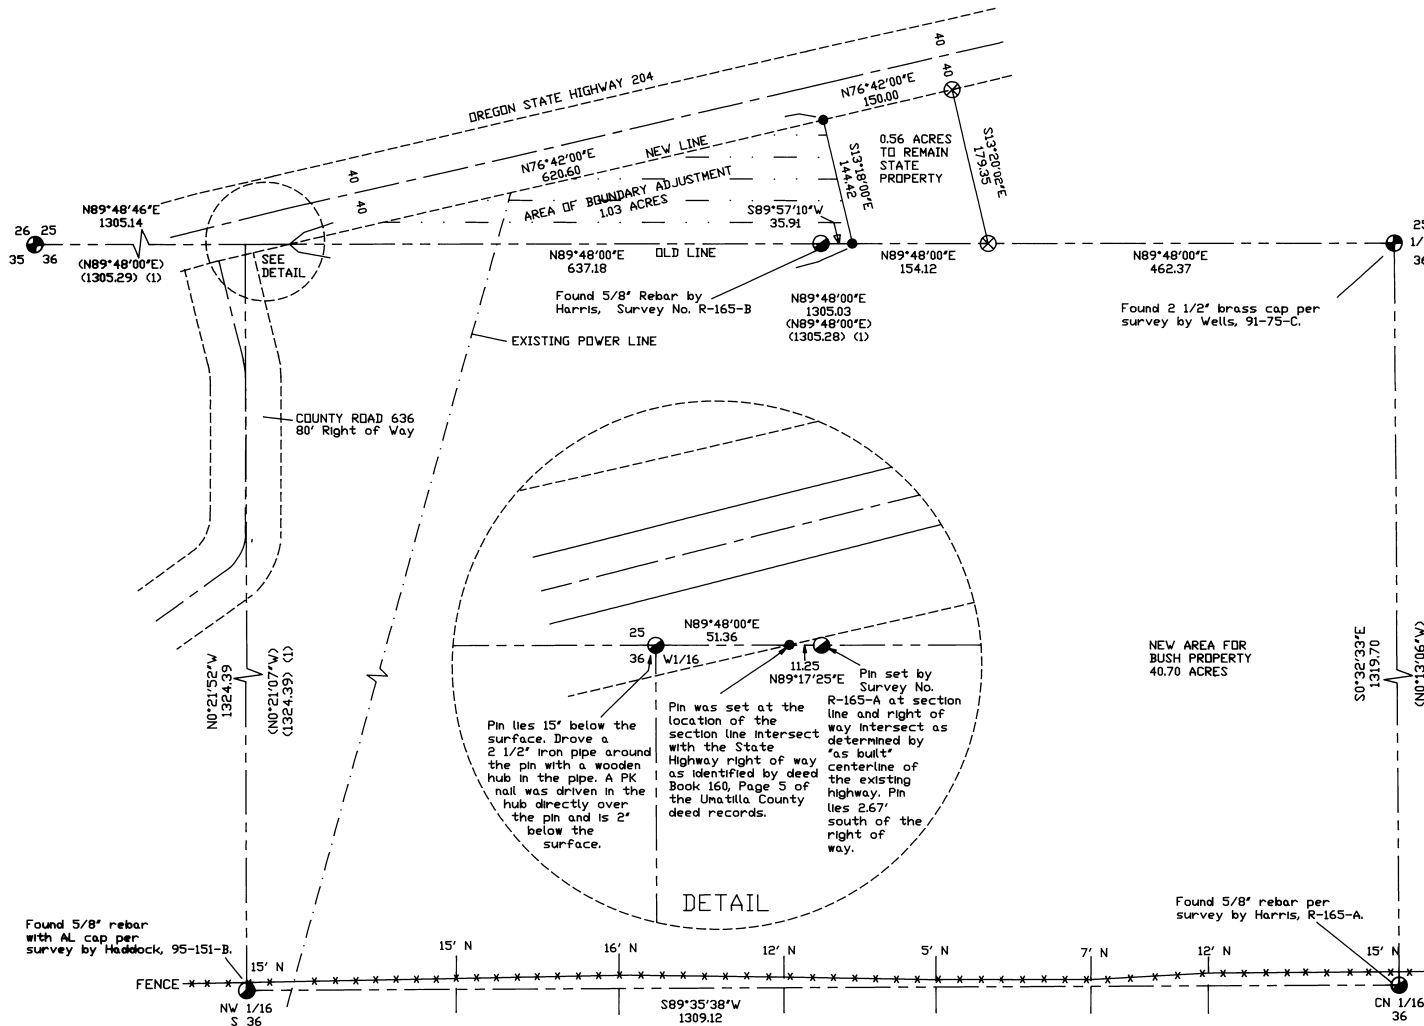 OREGON STATE HIGHWAY 204
40
40
N76°42'00"E
150.00
0.56 ACRES
TO REMAIN
STATE
PROPERTY
S13°20'02"E
179.35
S13°18'00"E
144.42
NEW LINE
N76°42'00"E
620.60
AREA OF BOUNDARY ADJUSTMENT
1.03 ACRES
40
40
N89°48'46"E
1305.14
(N89°48'00"E)
(1305.29) (1)
26 25
35 36
SEE
DETAIL
S89°57'10"W
35.91
N89°48'00"E
637.18
OLD LINE
N89°48'00"E
154.12
N89°48'00"E
462.37
25
1/
36
Found 5/8" Rebar by
Harris, Survey No. R-165-B
N89°48'00"E
1305.03
(N89°48'00"E)
(1305.28) (1)
Found 2 1/2" brass cap per
survey by Wells, 91-75-C.
EXISTING POWER LINE
COUNTY ROAD 636
80' Right of Way
N0°21'52"W
1324.39
(N0°21'07"W)
(1324.39) (1)
25
36
W1/16
N89°48'00"E
51.36
11.25
N89°17'25"E
Pin lies 15" below the
surface. Drove a
2 1/2" iron pipe around
the pin with a wooden
hub in the pipe. A PK
nail was driven in the
hub directly over
the pin and is 2"
below the
surface.
Pin was set at the
location of the
section line intersect
with the State
Highway right of way
as identified by deed
Book 160, Page 5 of
the Umatilla County
deed records.
Pin set by
Survey No.
R-165-A at section
line and right of
way intersect as
determined by
"as built"
centerline of
the existing
highway. Pin
lies 2.67'
south of the
right of
way.
DETAIL
NEW AREA FOR
BUSH PROPERTY
40.70 ACRES
S0°32'33"E
1319.70
(N0°13'06"W)
Found 5/8" rebar
with AL cap per
survey by Haddock, 95-151-B.
Found 5/8" rebar per
survey by Harris, R-165-A.
FENCE
15' N
15' N
16' N
12' N
5' N
7' N
12' N
15' N
NW 1/16
S 36
S89°35'38"W
1309.12
CN 1/16
36